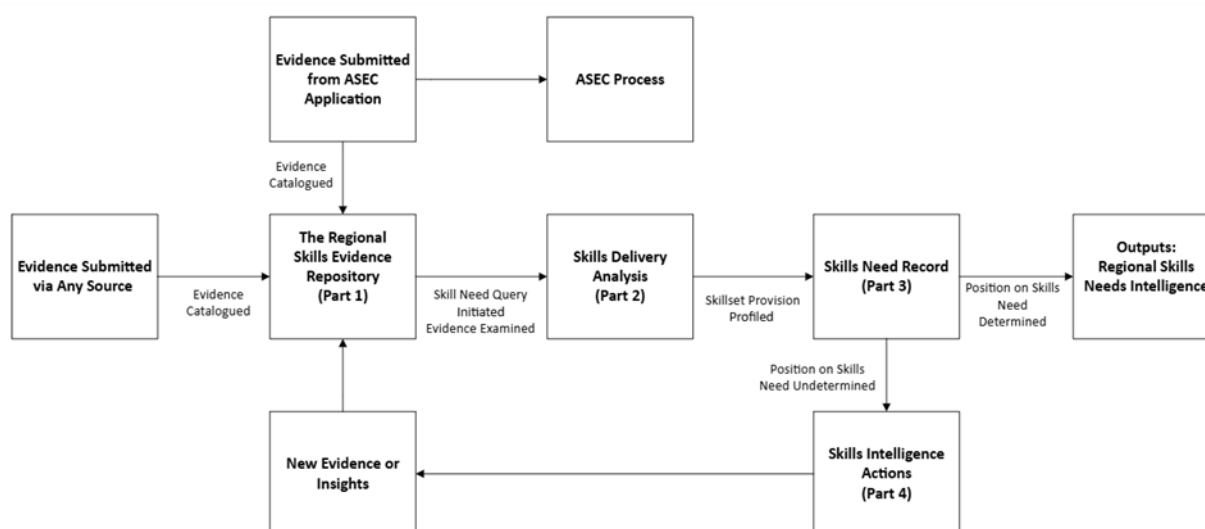 Evidence Submitted
from ASEC
Application
ASEC Process
Evidence
Catalogued
Evidence Submitted
via Any Source
Evidence
Catalogued
The Regional
Skills Evidence
Repository
(Part 1)
Skill Need Query
Initiated
Evidence Examined
Skills Delivery
Analysis
(Part 2)
Skillset Provision
Profiled
Skills Need Record
(Part 3)
Position on Skills
Need
Determined
Outputs:
Regional Skills
Needs Intelligence
Position on Skills
Need Undetermined
New Evidence or
Insights
Skills Intelligence
Actions
(Part 4)